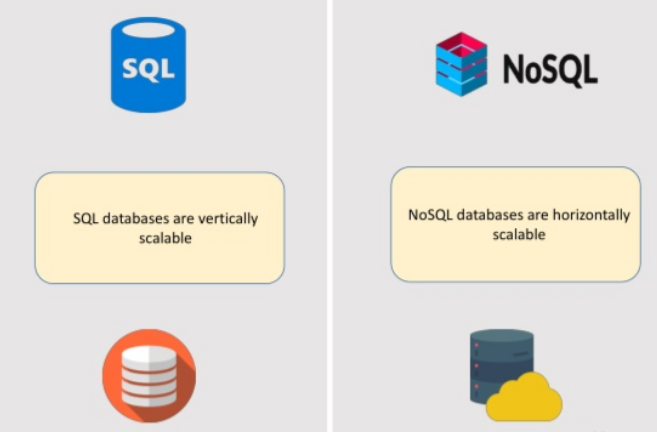 SQL
NoSQL
SQL databases are vertically
scalable
NoSQL databases are horizontally
scalable